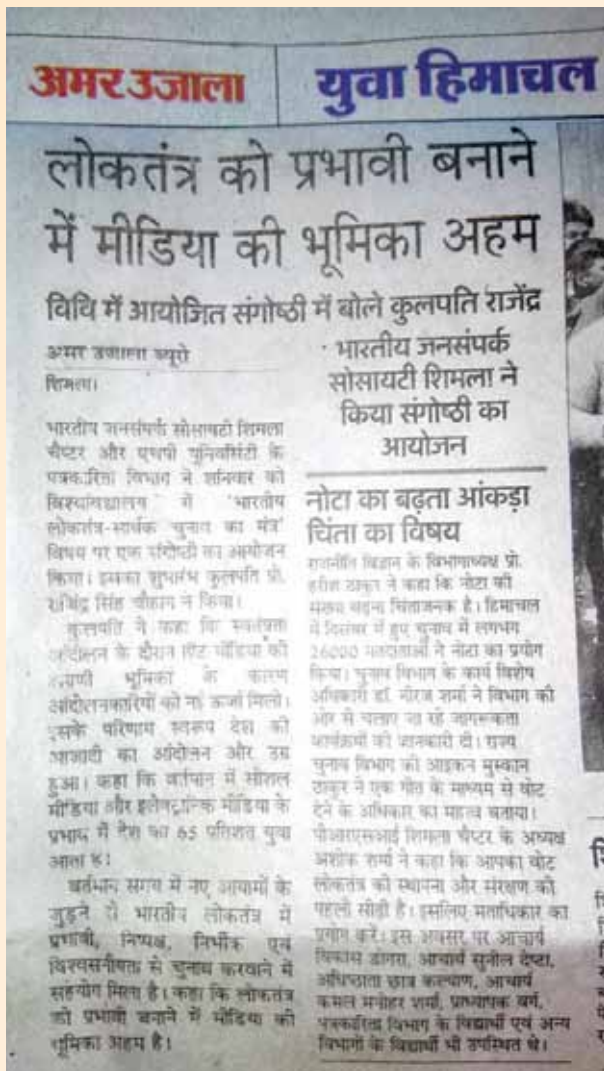 अमर उजाला
युवा हिमाचल
लोकतंत्र को प्रभावी बनाने
में मीडिया की भूमिका अहम
विवि में आयोजित संगोष्ठी में बोले कुलपति राजेंद्र
अमर उजाला ब्यूरो
शिमला।
भारतीय जनसंपर्क सोसायटी शिमला
चैप्टर और एचपी यूनिवर्सिटी के
पत्रकारिता विभाग ने शनिवार को
विश्वविद्यालय में 'भारतीय
लोकतंत्र-सार्थक चुनाव का मंत्र'
विषय पर एक संगोष्ठी का आयोजन
किया। इसका शुभारंभ कुलपति प्रो.
राजिंद्र सिंह चौहान ने किया।
कुलपति ने कहा कि स्वतंत्रता
आंदोलन के दौरान प्रिंट मीडिया की
अग्रणी भूमिका के कारण
आंदोलनकारियों को नई ऊर्जा मिली।
इसके परिणाम स्वरूप देश की
आजादी का आंदोलन और उग्र
हुआ। कहा कि वर्तमान में सोशल
मीडिया और इलेक्ट्रानिक मीडिया के
प्रभाव में देश का 65 प्रतिशत युवा
आता है।
वर्तमान समय में नए आयामों के
जुड़ने से भारतीय लोकतंत्र में
प्रभावी, निष्पक्ष, निर्भीक एवं
विश्वसनीयता से चुनाव करवाने में
सहयोग मिला है। कहा कि लोकतंत्र
को प्रभावी बनाने में मीडिया की
भूमिका अहम है।
भारतीय जनसंपर्क
सोसायटी शिमला ने
किया संगोष्ठी का
आयोजन
नोटा का बढ़ता आंकड़ा
चिंता का विषय
राजनीति विज्ञान के विभागाध्यक्ष प्रो.
हरीश ठाकुर ने कहा कि नोटा की
संख्या बढ़ना चिंताजनक है। हिमाचल
में दिसंबर में हुए चुनाव में लगभग
26000 मतदाताओं ने नोटा का प्रयोग
किया। चुनाव विभाग के कार्य विशेष
अधिकारी डॉ. नीरज शर्मा ने विभाग की
ओर से चलाए जा रहे जागरूकता
कार्यक्रमों की जानकारी दी। राज्य
चुनाव विभाग की आइकन मुस्कान
ठाकुर ने एक गीत के माध्यम से वोट
देने के अधिकार का महत्व बताया।
पीआरएसआई शिमला चैप्टर के अध्यक्ष
अशोक शर्मा ने कहा कि आपका वोट
लोकतंत्र की स्थापना और संरक्षण की
पहली सीढ़ी है। इसलिए मताधिकार का
प्रयोग करें। इस अवसर पर आचार्य
विकास डोगरा, आचार्य सुनील देष्टा,
अधिष्ठाता छात्र कल्याण, आचार्य
कमल मनोहर शर्मा, प्राध्यापक वर्ग,
पत्रकारिता विभाग के विद्यार्थी एवं अन्य
विभागों के विद्यार्थी भी उपस्थित थे।